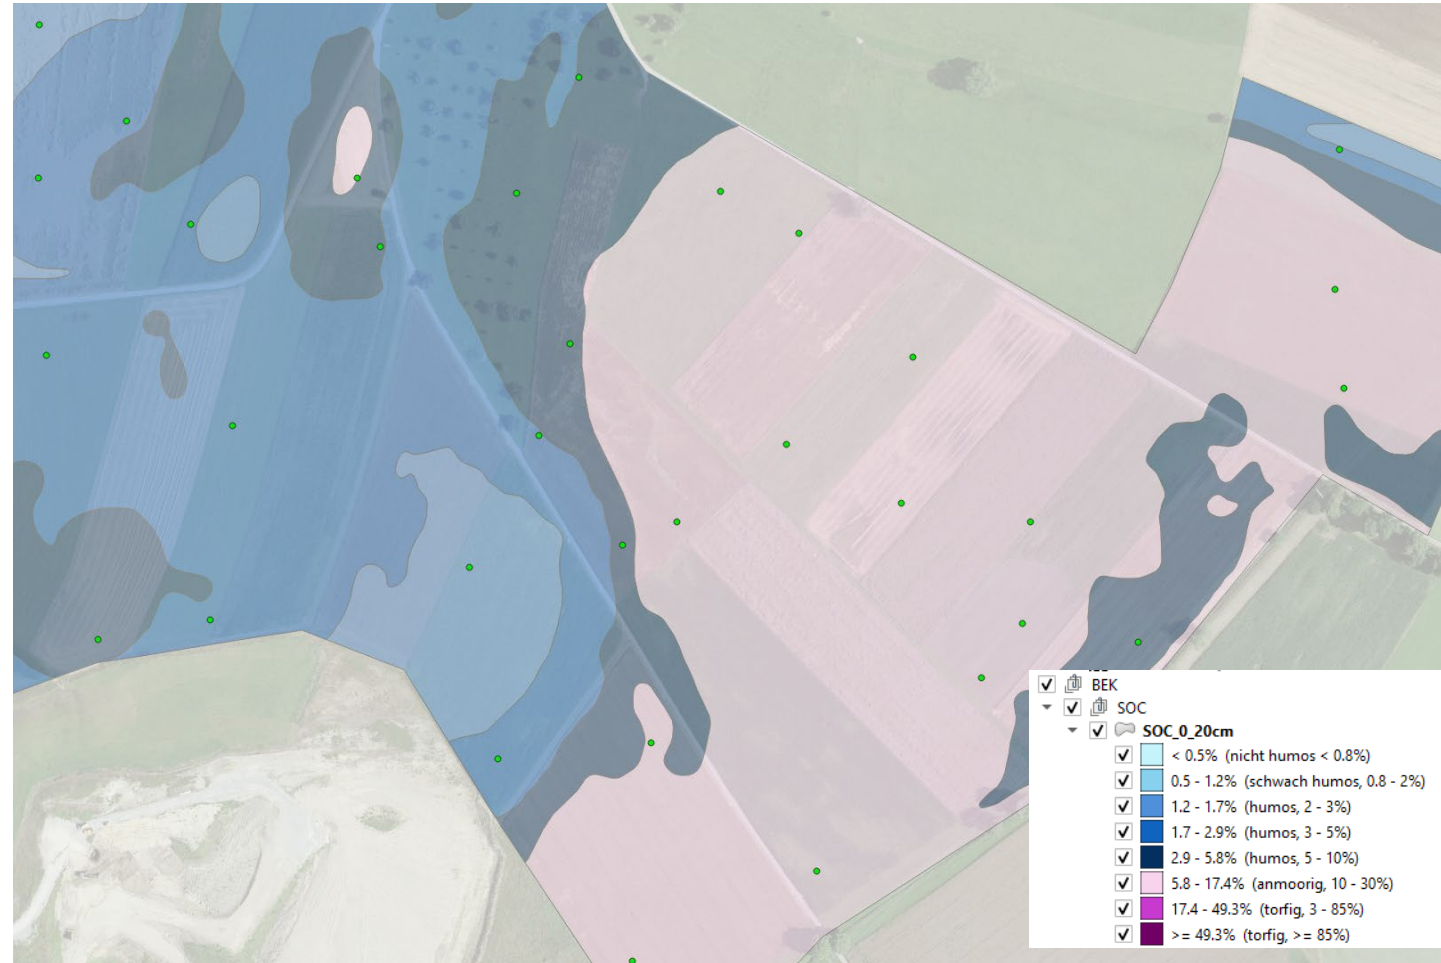 BEK
SOC
SOC_0_20cm
< 0.5% (nicht humos < 0.8%)
0.5 - 1.2% (schwach humos, 0.8 - 2%)
1.2 - 1.7% (humos, 2 - 3%)
1.7 - 2.9% (humos, 3 - 5%)
2.9 - 5.8% (humos, 5 - 10%)
5.8 - 17.4% (anmoorig, 10 - 30%)
17.4 - 49.3% (torfig, 3 - 85%)
>= 49.3% (torfig, >= 85%)